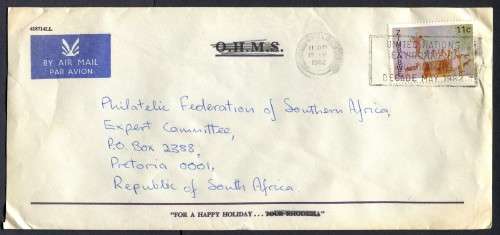 419714LL
O.H.M.S.
BY AIR MAIL
PAR AVION
1982
11c
UNITED NATIONS
DECADE MAY 1982
Philatelic Federation of Southern Africa,
Expert Committee,
P.O. Box 2388,
Pretoria 0001,
Republic of South Africa.
"FOR A HAPPY HOLIDAY... TOUR RHODESIA"